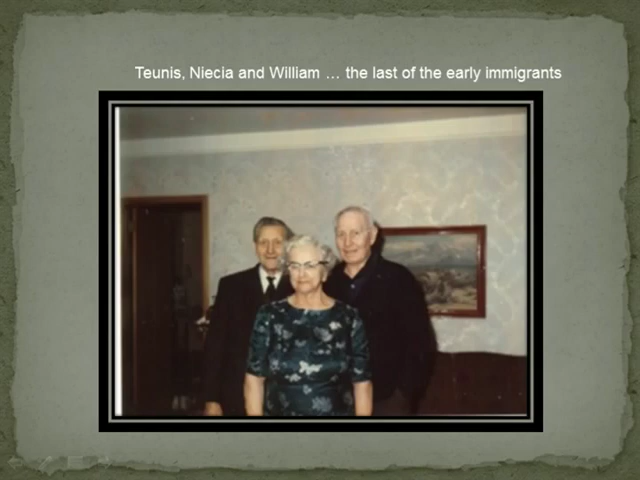 Teunis, Niecia and William … the last of the early immigrants